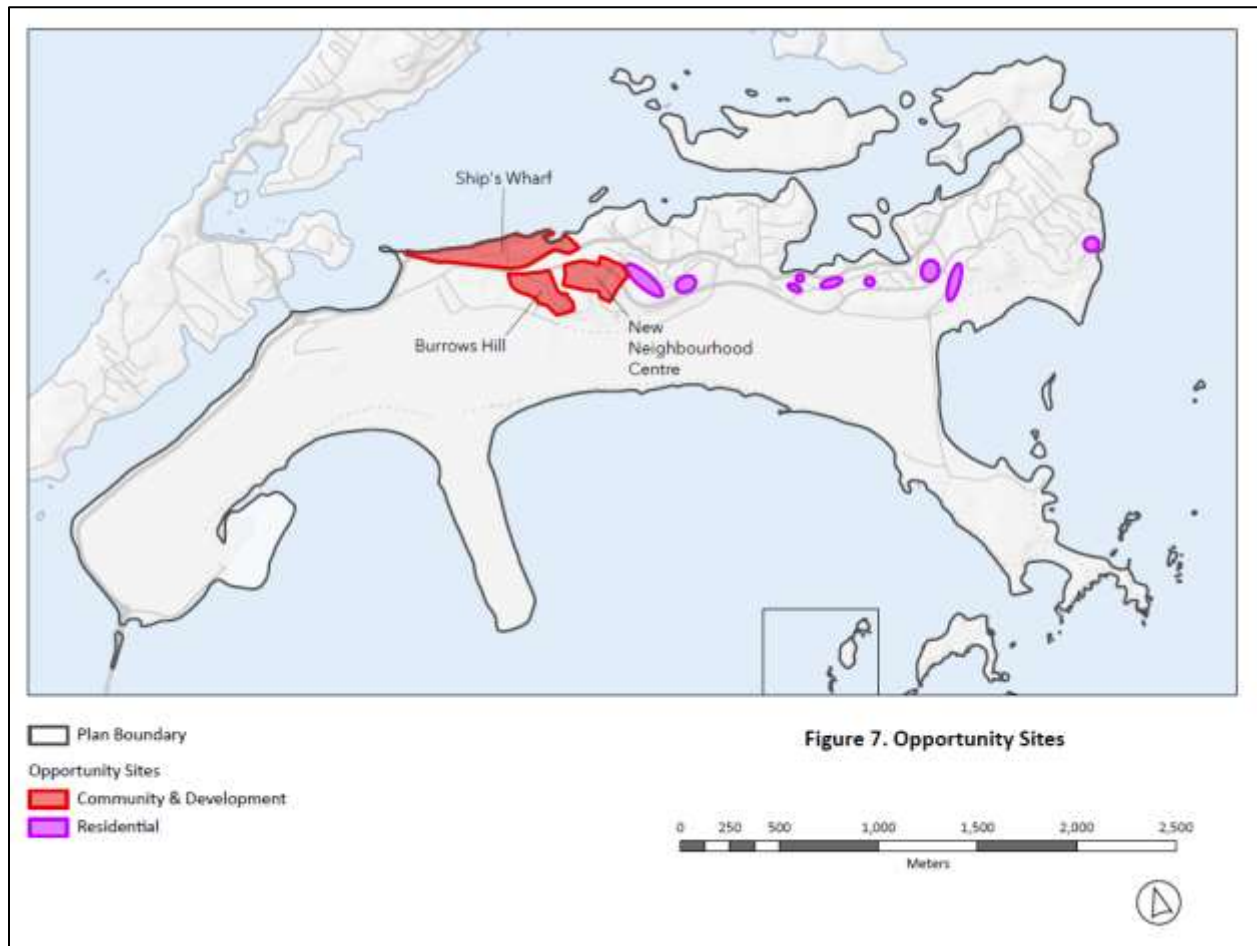 Ship's Wharf
Burrows Hill
New
Neighbourhood
Centre
Plan Boundary
Figure 7. Opportunity Sites
Opportunity Sites
Community & Development
Residential
0 250 500 1,000 1,500 2,000 2,500
Meters